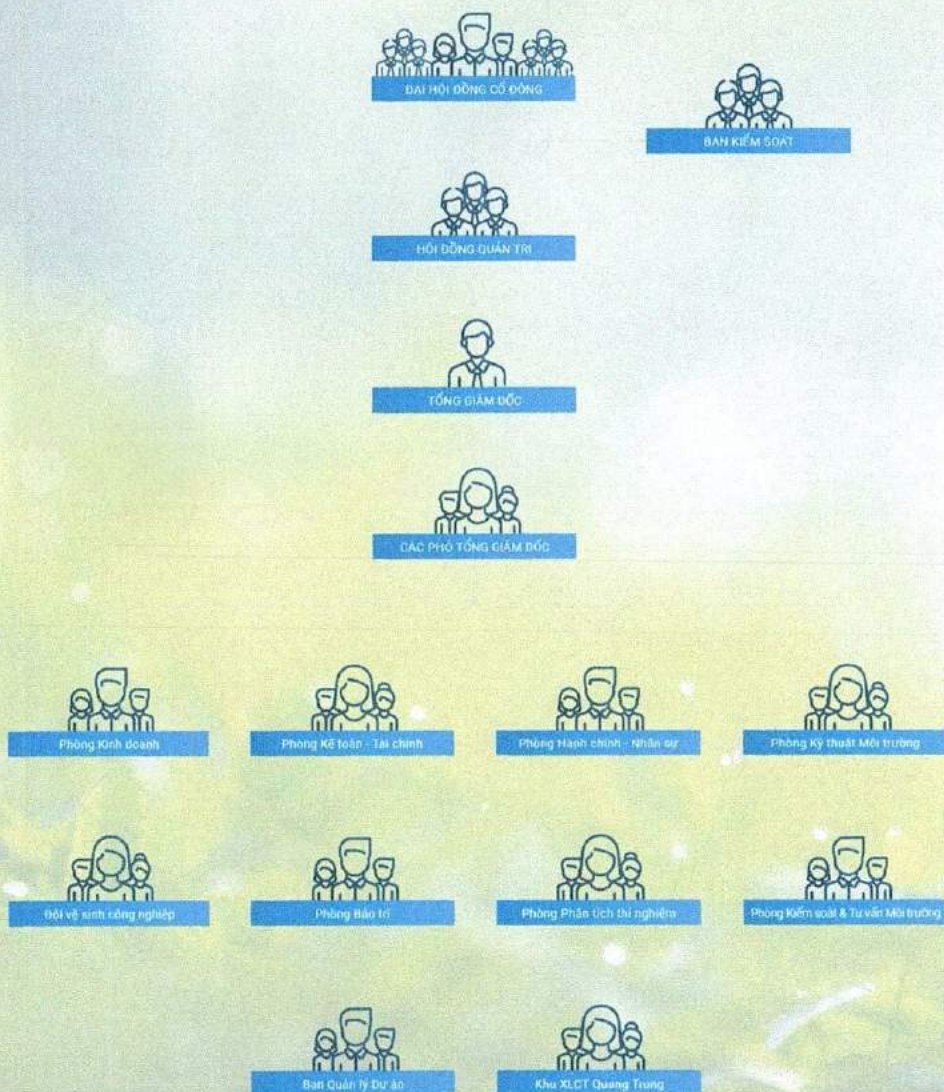 ĐẠI HỘI ĐỒNG CỔ ĐÔNG
BAN KIỂM SOÁT
HỘI ĐỒNG QUẢN TRỊ
TỔNG GIÁM ĐỐC
CÁC PHÓ TỔNG GIÁM ĐỐC
Phòng Kinh doanh
Phòng Kế toán - Tài chính
Phòng Hành chính - Nhân sự
Phòng Kỹ thuật Môi trường
Đội vệ sinh công nghiệp
Phòng Bảo trì
Phòng Phân tích thí nghiệm
Phòng Kiểm soát & Tư vấn Môi trường
Ban Quản lý Dự án
Khu XLCT Quang Trung